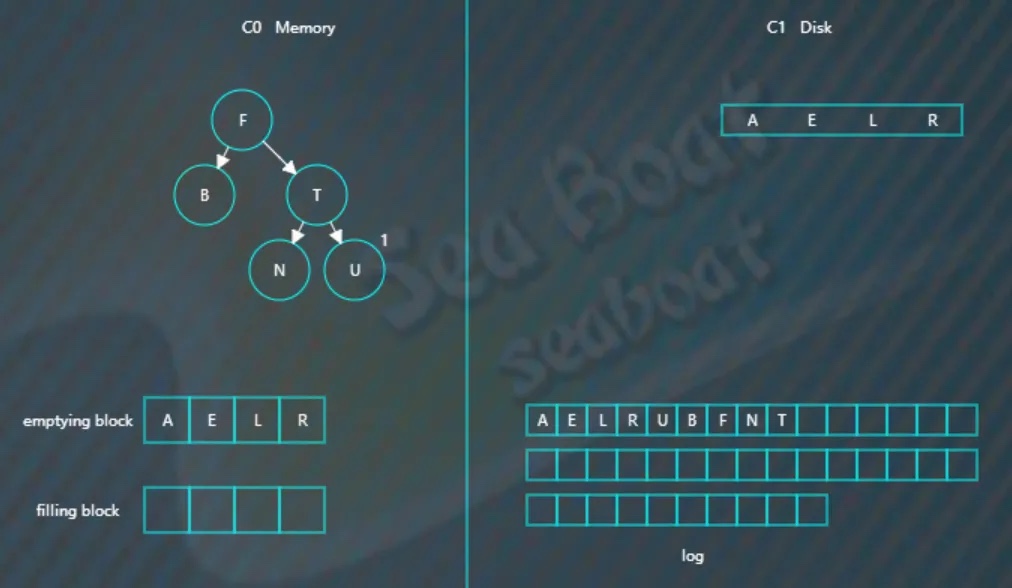 C0 Memory
C1 Disk
F
A E L R
B T
1
N U
Sea Boat
seaboat
emptying block A E L R
A E L R U B F N T
filling block
log